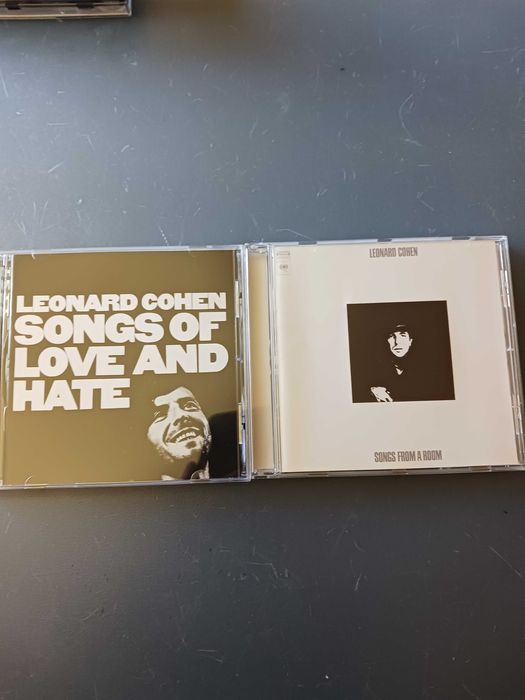 LEONARD COHEN
SONGS OF
LOVE AND
HATE
LEONARD COHEN
SONGS FROM A ROOM